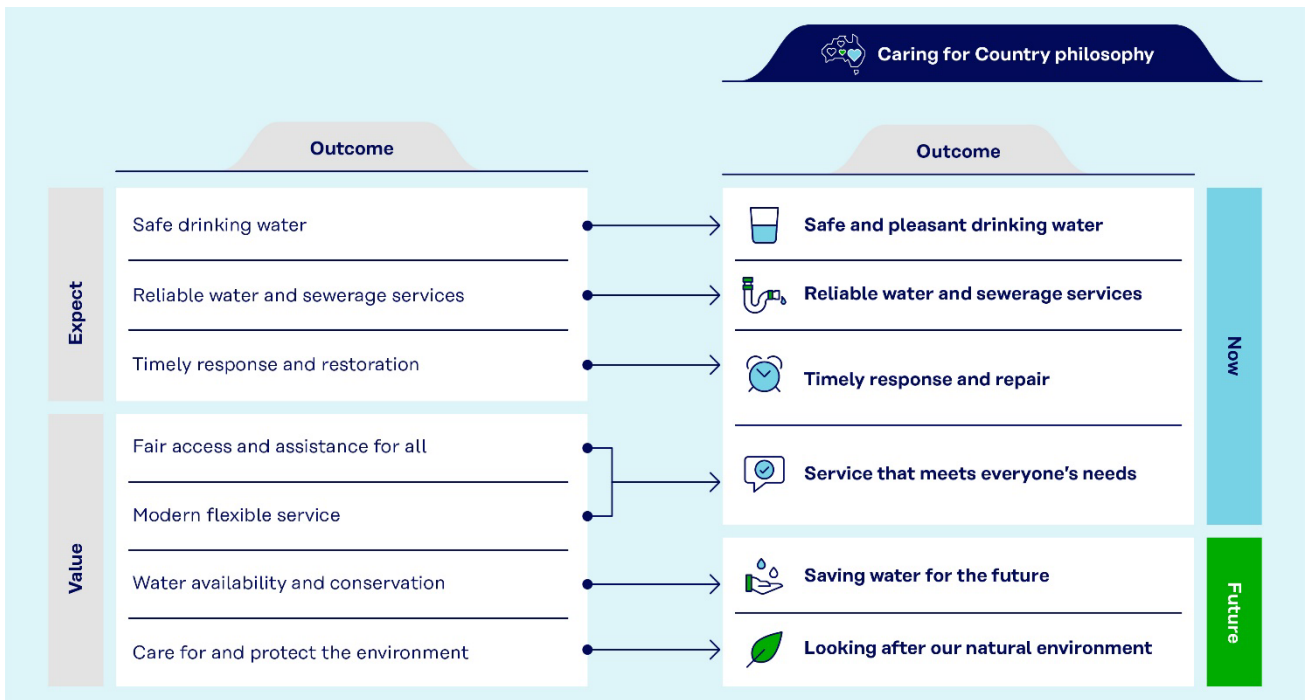 Caring for Country philosophy
Outcome
Outcome
Expect
Safe drinking water
Reliable water and sewerage services
Timely response and restoration
Value
Fair access and assistance for all
Modern flexible service
Water availability and conservation
Care for and protect the environment
Safe and pleasant drinking water
Reliable water and sewerage services
Timely response and repair
Service that meets everyone's needs
Now
Saving water for the future
Looking after our natural environment
Future